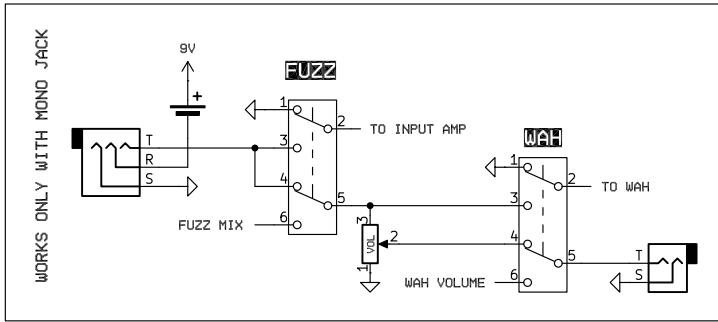 WORKS ONLY WITH MONO JACK
9V
+
T
R
S
FUZZ
1
2
TO INPUT AMP
3
4
5
FUZZ MIX
6
3
VOL
2
1
WAH
1
2
TO WAH
3
4
5
WAH VOLUME
6
T
S